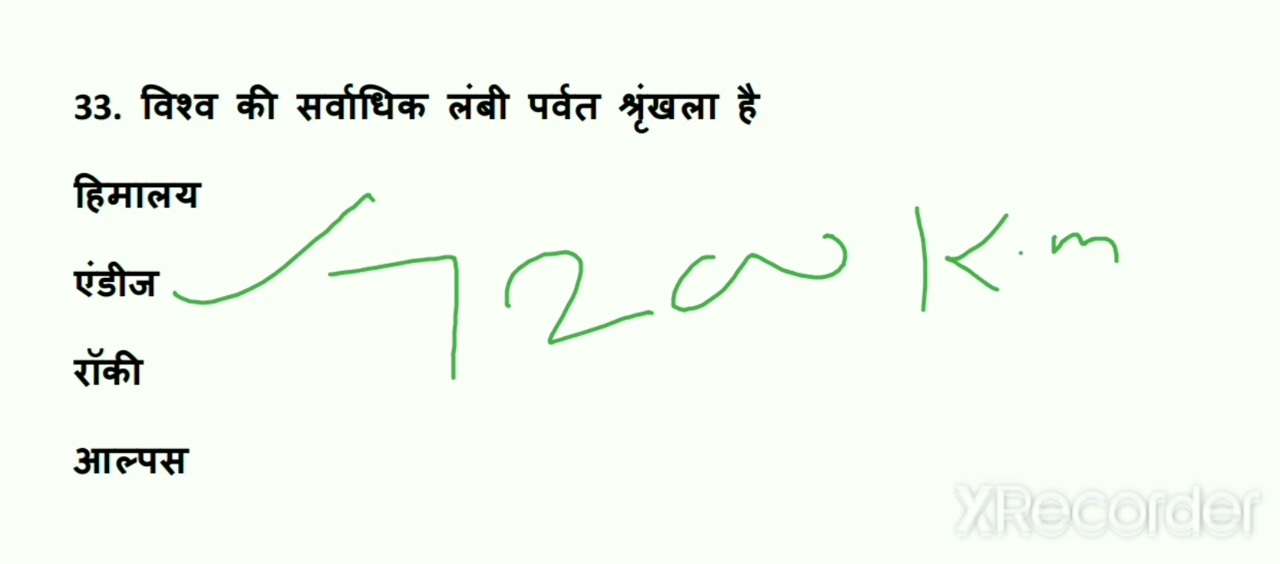 33. विश्व की सर्वाधिक लंबी पर्वत श्रृंखला है
हिमालय
एंडीज 7200 K.m
रॉकी
आल्पस
XRecorder